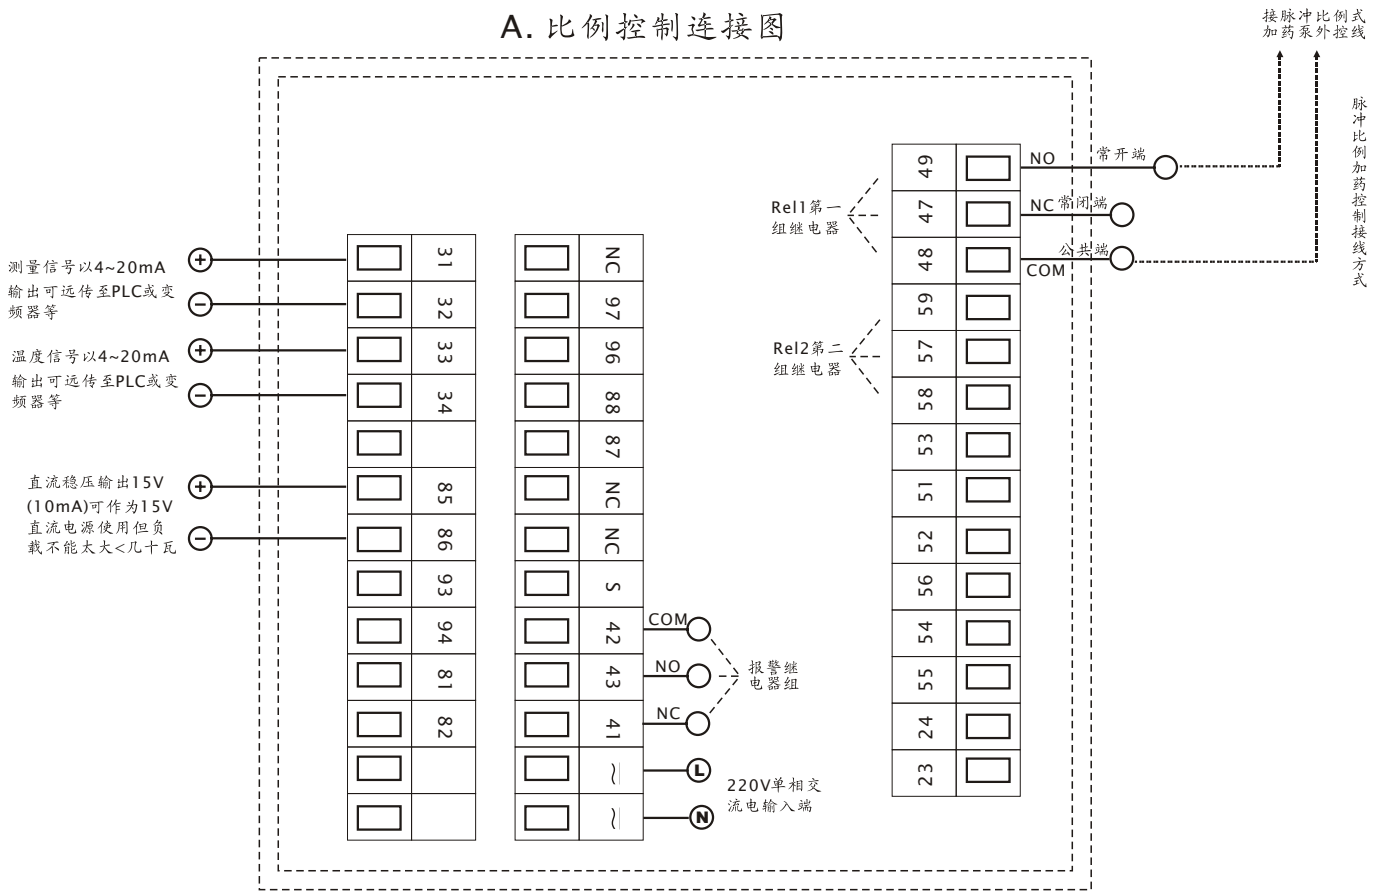 A. 比例控制连接图
接脉冲比例式
加药泵外控线
脉冲比例加药控制接线方式
测量信号以4~20mA
输出可远传至PLC或变
频器等
温度信号以4~20mA
输出可远传至PLC或变
频器等
直流稳压输出15V
(10mA)可作为15V
直流电源使用但负
载不能太大<几十瓦
31
32
33
34
85
86
93
94
81
82
NC
97
96
88
87
NC
NC
S
42
43
41
COM
NO
NC
报警继
电器组
L
N
220V单相交
流电输入端
Rel1第一
组继电器
Rel2第二
组继电器
49
47
48
59
57
58
53
51
52
56
54
55
24
23
NO 常开端
NC 常闭端
公共端
COM